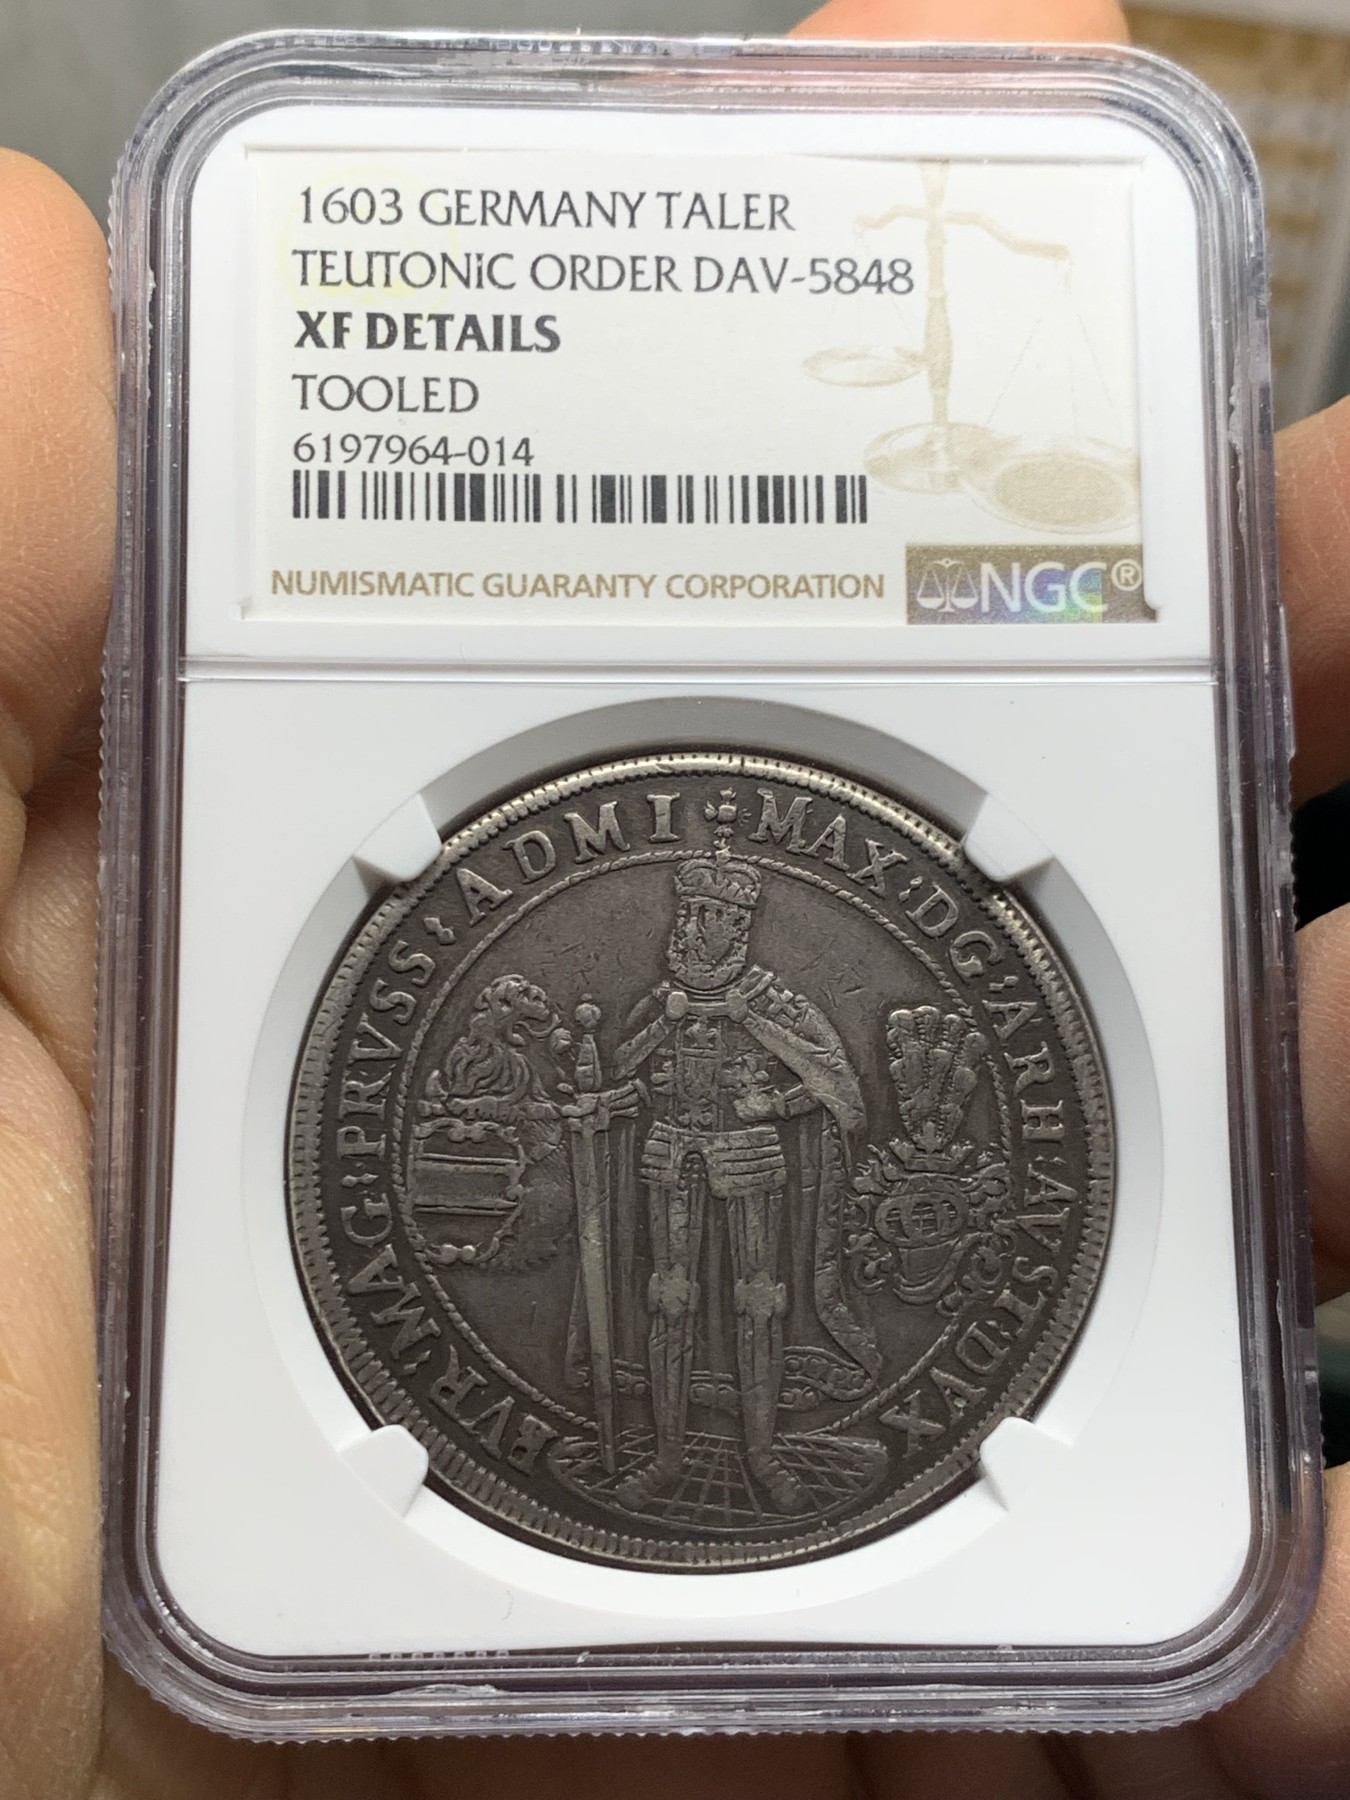 1603 GERMANY TALER
TEUTONIC ORDER DAV-5848
XF DETAILS
TOOLED
6197964-014
NUMISMATIC GUARANTY CORPORATION
NGC®
MAX : DG : ARH : AVST : DVX BVR : MAG : PRVSS : ADMI